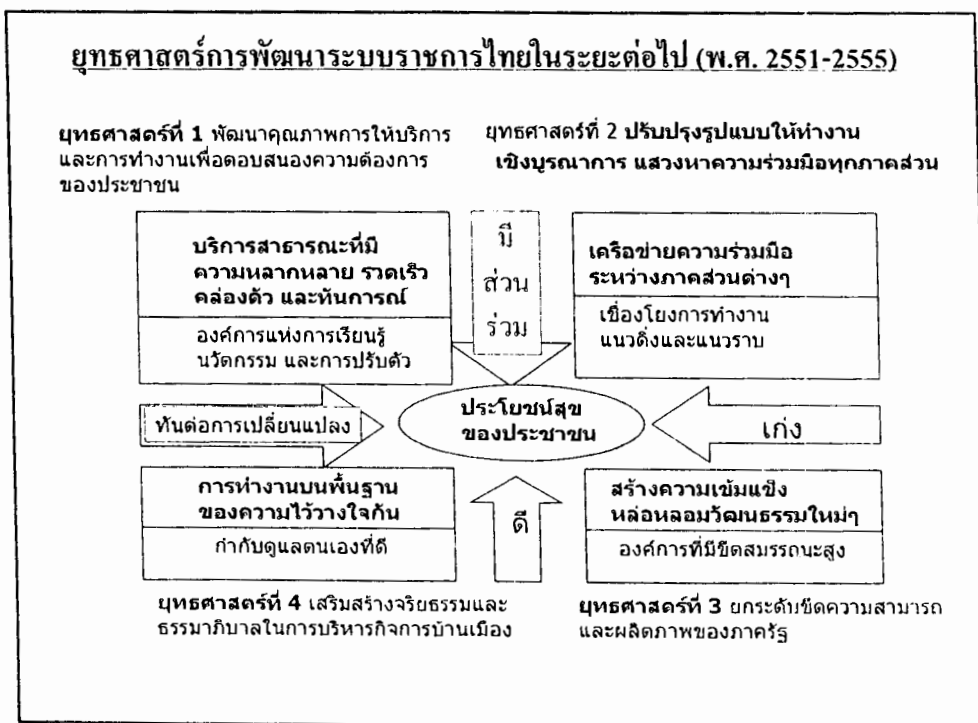 ยุทธศาสตร์การพัฒนาระบบราชการไทยในระยะต่อไป (พ.ศ. 2551-2555)
ยุทธศาสตร์ที่ 1 พัฒนาคุณภาพการให้บริการ
และการทำงานเพื่อตอบสนองความต้องการ
ของประชาชน
ยุทธศาสตร์ที่ 2 ปรับปรุงรูปแบบให้ทำงาน
เชิงบูรณาการ แสวงหาความร่วมมือทุกภาคส่วน
บริการสาธารณะที่มี
ความหลากหลาย รวดเร็ว
คล่องตัว และทันการณ์
องค์การแห่งการเรียนรู้
นวัตกรรม และการปรับตัว
มี
ส่วน
ร่วม
เครือข่ายความร่วมมือ
ระหว่างภาคส่วนต่างๆ
เชื่องโยงการทำงาน
แนวดิ่งและแนวราบ
ทันต่อการเปลี่ยนแปลง
ประโยชน์สุข
ของประชาชน
เก่ง
การทำงานบนพื้นฐาน
ของความไว้วางใจกัน
กำกับดูแลตนเองที่ดี
ดี
สร้างความเข้มแข็ง
หล่อหลอมวัฒนธรรมใหม่ๆ
องค์การที่มีขีดสมรรถนะสูง
ยุทธศาสตร์ที่ 4 เสริมสร้างจริยธรรมและ
ธรรมาภิบาลในการบริหารกิจการบ้านเมือง
ยุทธศาสตร์ที่ 3 ยกระดับขีดความสามารถ
และผลิตภาพของภาครัฐ